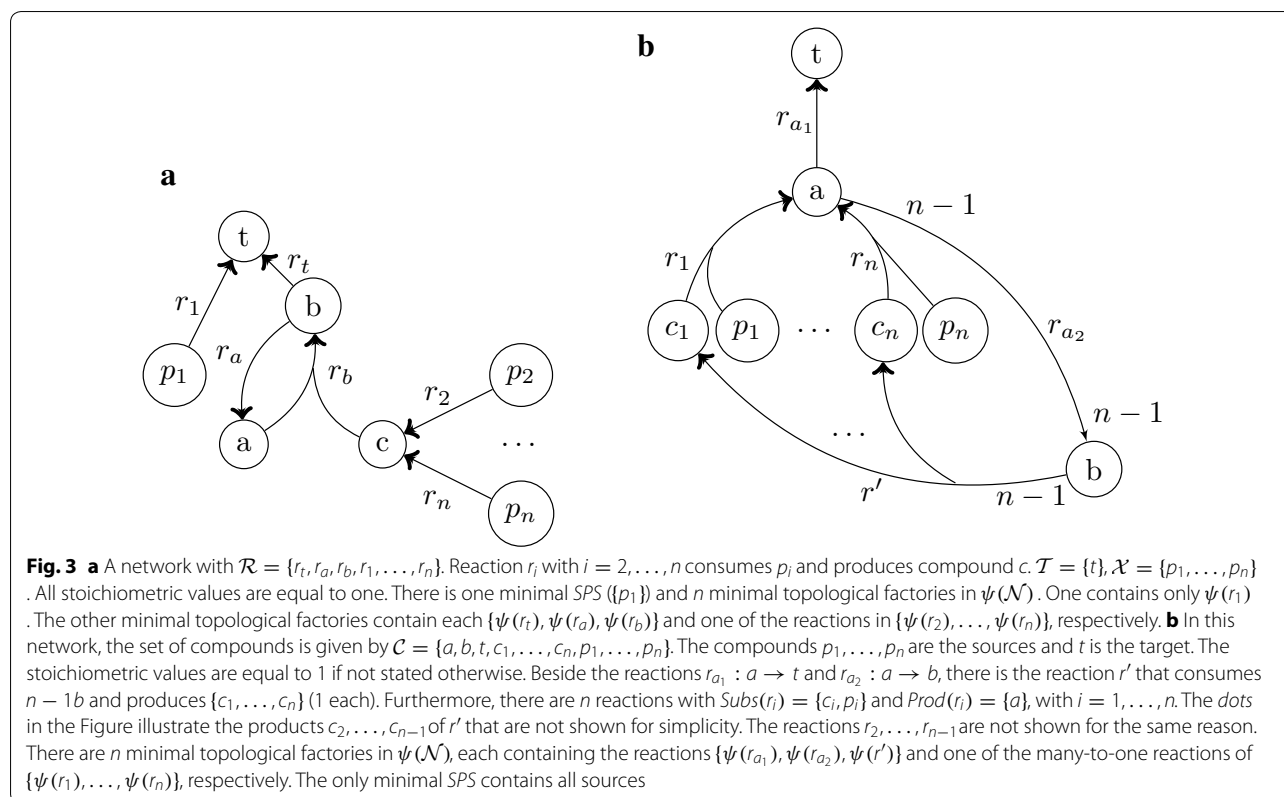 a
t
r_t
r_1
b
p_1
r_a
r_b
p_2
r_2
a
c
...
r_n
p_n
b
t
r_{a_1}
a
n − 1
r_1
r_n
c_1
p_1
...
c_n
p_n
r_{a_2}
n − 1
...
b
r′
n − 1
Fig. 3 a A network with R = {r_t, r_a, r_b, r_1, ..., r_n}. Reaction r_i with i = 2, ..., n consumes p_i and produces compound c. T = {t}, X = {p_1, ..., p_n}
. All stoichiometric values are equal to one. There is one minimal SPS ({p_1}) and n minimal topological factories in ψ(N). One contains only ψ(r_1)
. The other minimal topological factories contain each {ψ(r_t), ψ(r_a), ψ(r_b)} and one of the reactions in {ψ(r_2), ..., ψ(r_n)}, respectively. b In this
network, the set of compounds is given by C = {a, b, t, c_1, ..., c_n, p_1, ..., p_n}. The compounds p_1, ..., p_n are the sources and t is the target. The
stoichiometric values are equal to 1 if not stated otherwise. Beside the reactions r_{a_1} : a → t and r_{a_2} : a → b, there is the reaction r′ that consumes
n − 1b and produces {c_1, ..., c_n} (1 each). Furthermore, there are n reactions with Subs(r_i) = {c_i, p_i} and Prod(r_i) = {a}, with i = 1, ..., n. The dots
in the Figure illustrate the products c_2, ..., c_{n−1} of r′ that are not shown for simplicity. The reactions r_2, ..., r_{n−1} are not shown for the same reason.
There are n minimal topological factories in ψ(N), each containing the reactions {ψ(r_{a_1}), ψ(r_{a_2}), ψ(r′)} and one of the many-to-one reactions of
{ψ(r_1), ..., ψ(r_n)}, respectively. The only minimal SPS contains all sources